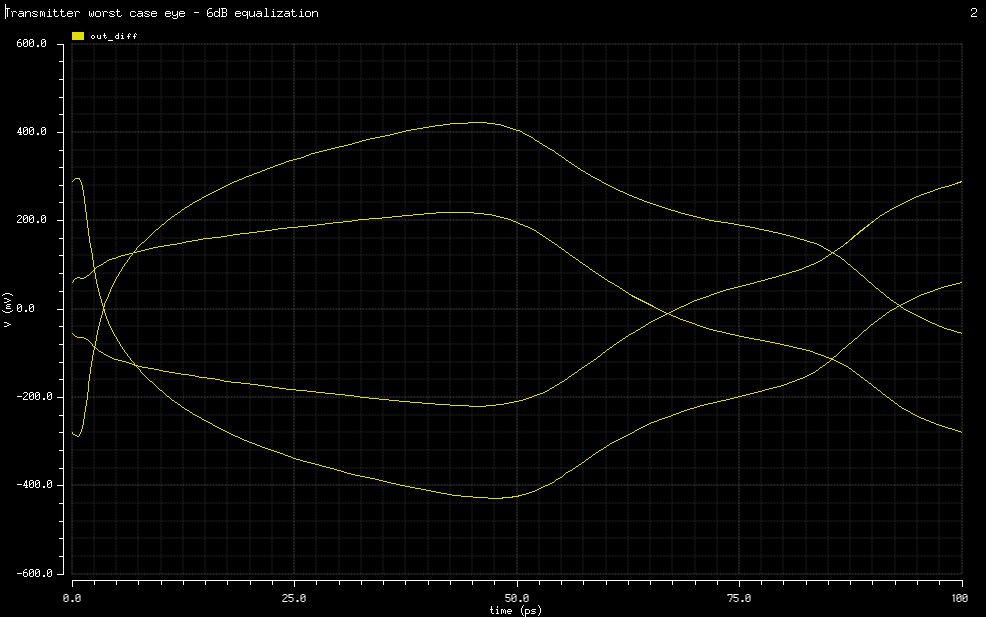 Transmitter worst case eye - 6dB equalization
2
out_diff
600.0
400.0
200.0
0.0
-200.0
-400.0
-600.0
V (mV)
0.0 25.0 50.0 75.0 100
time (ps)